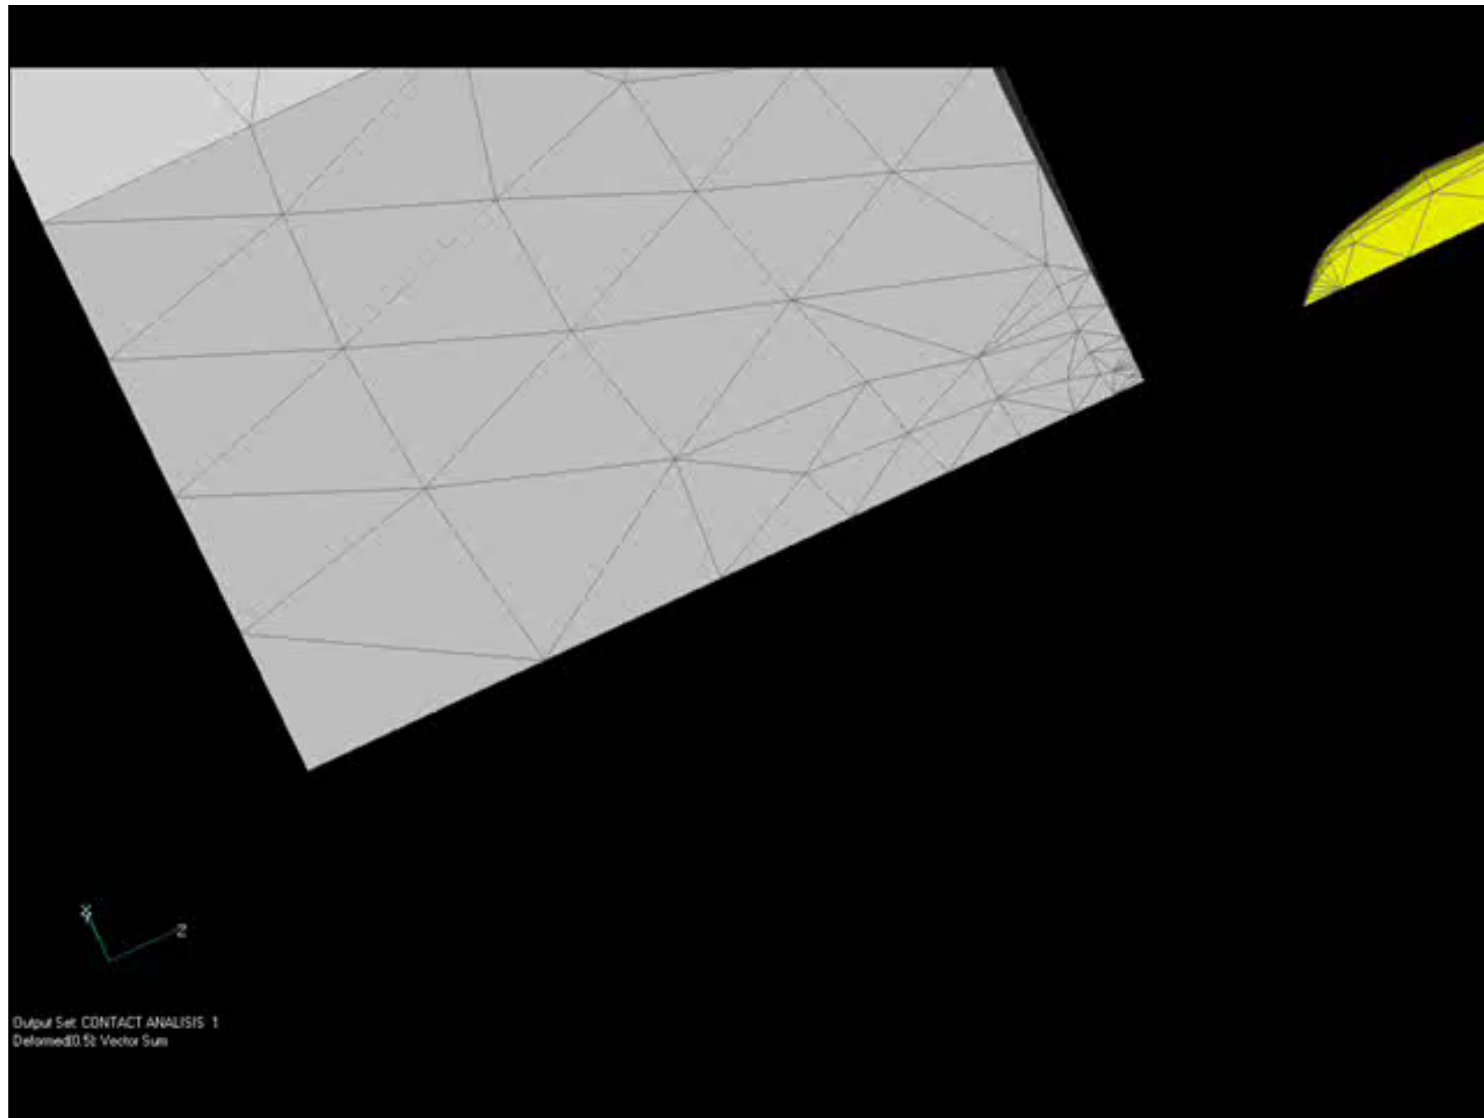 Z
Output Set: CONTACT ANALISIS 1
Deformed(0.5): Vector Sum